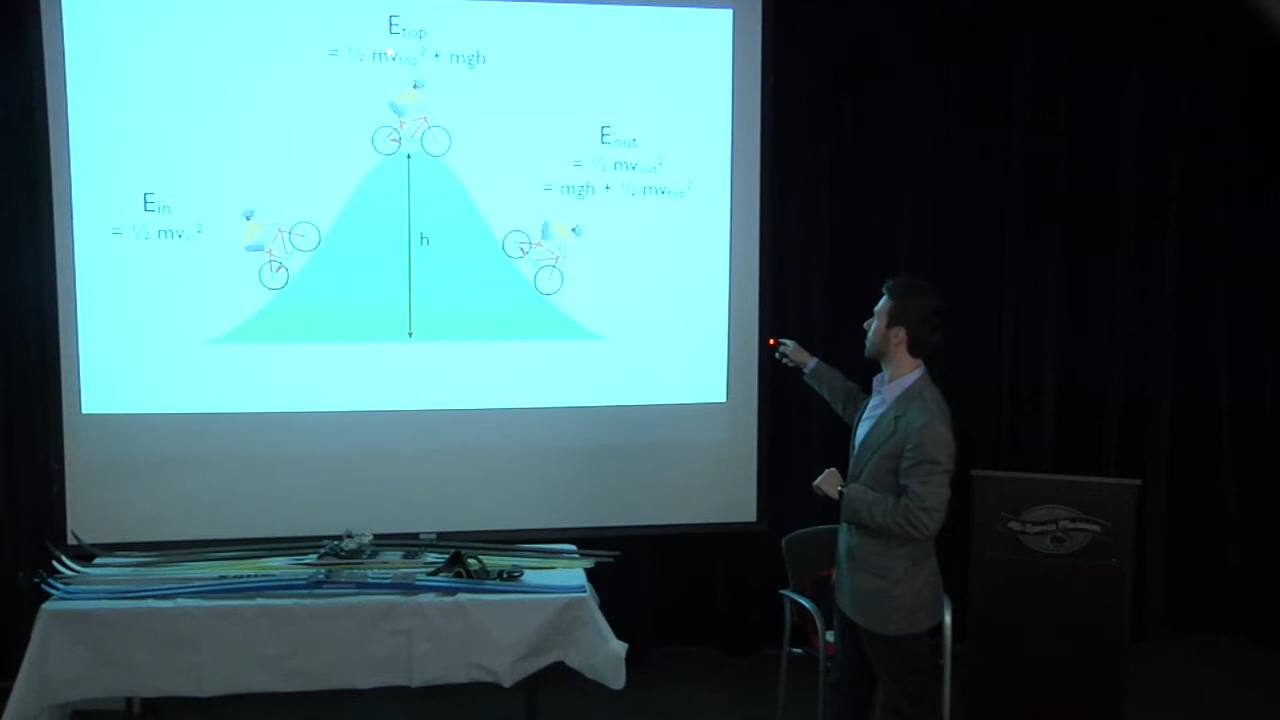 E_top
= ½ mv_top² + mgh
E_out
= ½ mv_out²
= mgh + ½ mv_top²
E_in
= ½ mv_in²
h